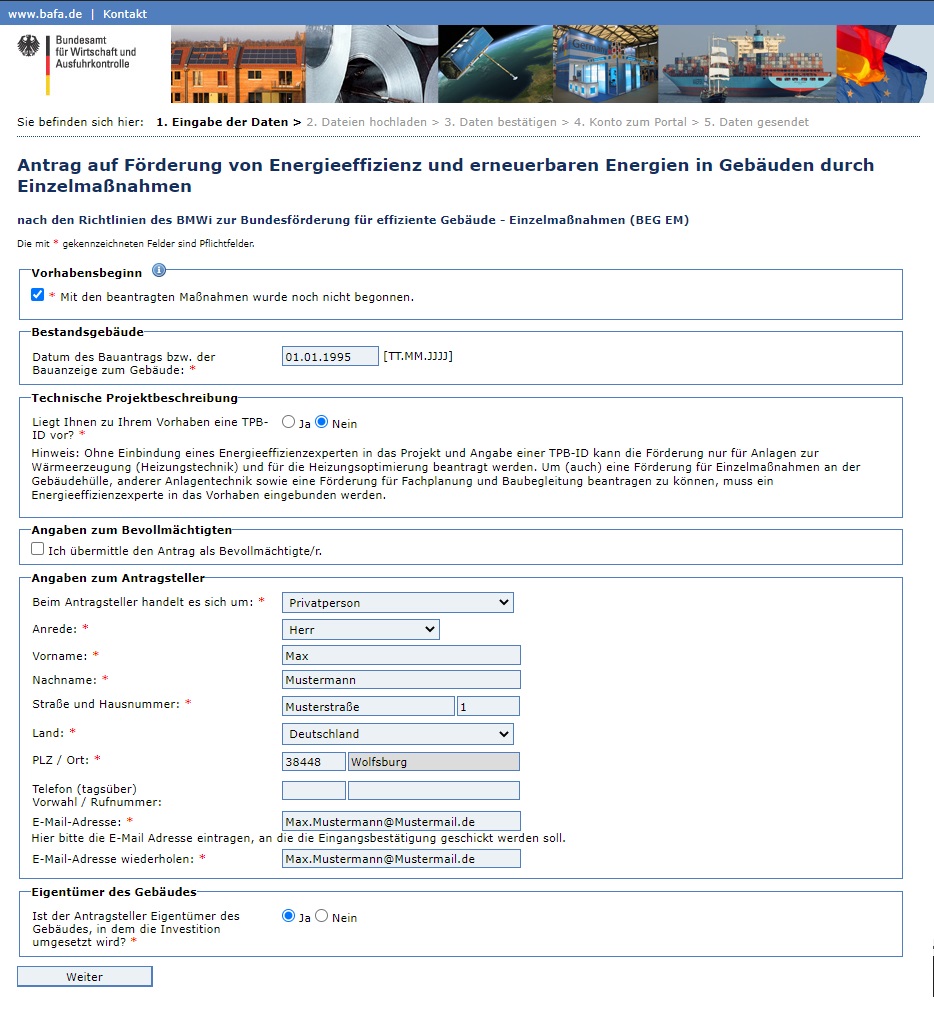 www.bafa.de | Kontakt
Bundesamt
für Wirtschaft und
Ausfuhrkontrolle
Sie befinden sich hier: 1. Eingabe der Daten > 2. Dateien hochladen > 3. Daten bestätigen > 4. Konto zum Portal > 5. Daten gesendet
Antrag auf Förderung von Energieeffizienz und erneuerbaren Energien in Gebäuden durch
Einzelmaßnahmen
nach den Richtlinien des BMWi zur Bundesförderung für effiziente Gebäude - Einzelmaßnahmen (BEG EM)
Die mit * gekennzeichneten Felder sind Pflichtfelder.
Vorhabensbeginn
* Mit den beantragten Maßnahmen wurde noch nicht begonnen.
Bestandsgebäude
Datum des Bauantrags bzw. der
Bauanzeige zum Gebäude: *
01.01.1995 [TT.MM.JJJJ]
Technische Projektbeschreibung
Liegt Ihnen zu Ihrem Vorhaben eine TPB-
ID vor? *
Ja Nein
Hinweis: Ohne Einbindung eines Energieeffizienzexperten in das Projekt und Angabe einer TPB-ID kann die Förderung nur für Anlagen zur
Wärmeerzeugung (Heizungstechnik) und für die Heizungsoptimierung beantragt werden. Um (auch) eine Förderung für Einzelmaßnahmen an der
Gebäudehülle, anderer Anlagentechnik sowie eine Förderung für Fachplanung und Baubegleitung beantragen zu können, muss ein
Energieeffizienzexperte in das Vorhaben eingebunden werden.
Angaben zum Bevollmächtigten
Ich übermittle den Antrag als Bevollmächtigte/r.
Angaben zum Antragsteller
Beim Antragsteller handelt es sich um: * Privatperson
Anrede: * Herr
Vorname: * Max
Nachname: * Mustermann
Straße und Hausnummer: * Musterstraße 1
Land: * Deutschland
PLZ / Ort: * 38448 Wolfsburg
Telefon (tagsüber)
Vorwahl / Rufnummer:
E-Mail-Adresse: * Max.Mustermann@Mustermail.de
Hier bitte die E-Mail Adresse eintragen, an die die Eingangsbestätigung geschickt werden soll.
E-Mail-Adresse wiederholen: * Max.Mustermann@Mustermail.de
Eigentümer des Gebäudes
Ist der Antragsteller Eigentümer des
Gebäudes, in dem die Investition
umgesetzt wird? *
Ja Nein
Weiter